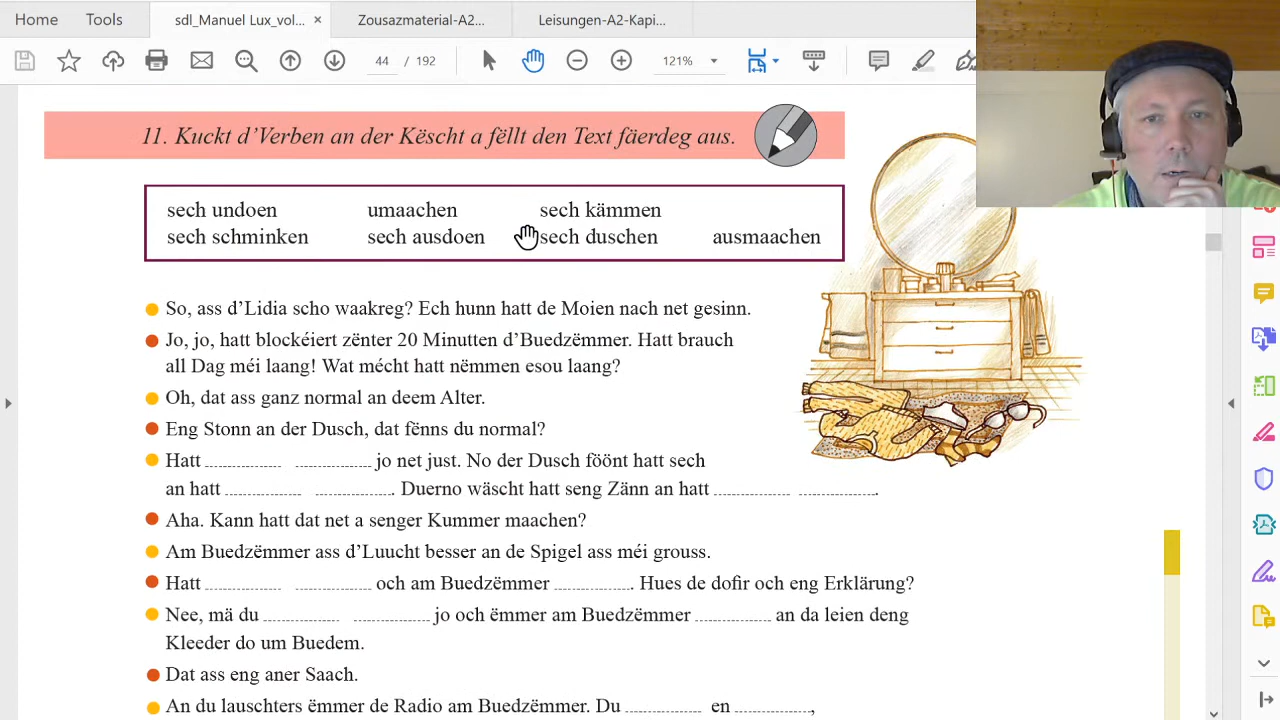 Home Tools sdl_Manuel Lux_vol... × Zousazmaterial-A2... Leisungen-A2-Kapi...
44 / 192 121%
11. Kuckt d'Verben an der Këscht a fëllt den Text fäerdeg aus.
sech undoen umaachen sech kämmen
sech schminken sech ausdoen sech duschen ausmaachen
So, ass d'Lidia scho waakreg? Ech hunn hatt de Moien nach net gesinn.
Jo, jo, hatt blockéiert zënter 20 Minutten d'Buedzëmmer. Hatt brauch
all Dag méi laang! Wat mécht hatt nëmmen esou laang?
Oh, dat ass ganz normal an deem Alter.
Eng Stonn an der Dusch, dat fënns du normal?
Hatt ............ ............ jo net just. No der Dusch föönt hatt sech
an hatt ............ ............. Duerno wäscht hatt seng Zänn an hatt ............ .............
Aha. Kann hatt dat net a senger Kummer maachen?
Am Buedzëmmer ass d'Luucht besser an de Spigel ass méi grouss.
Hatt ............ ............ och am Buedzëmmer ............. Hues de dofir och eng Erklärung?
Nee, mä du ............ ............ jo och ëmmer am Buedzëmmer ............ an da leien deng
Kleeder do um Buedem.
Dat ass eng aner Saach.
An du lauschters ëmmer de Radio am Buedzëmmer. Du ............ en ............,